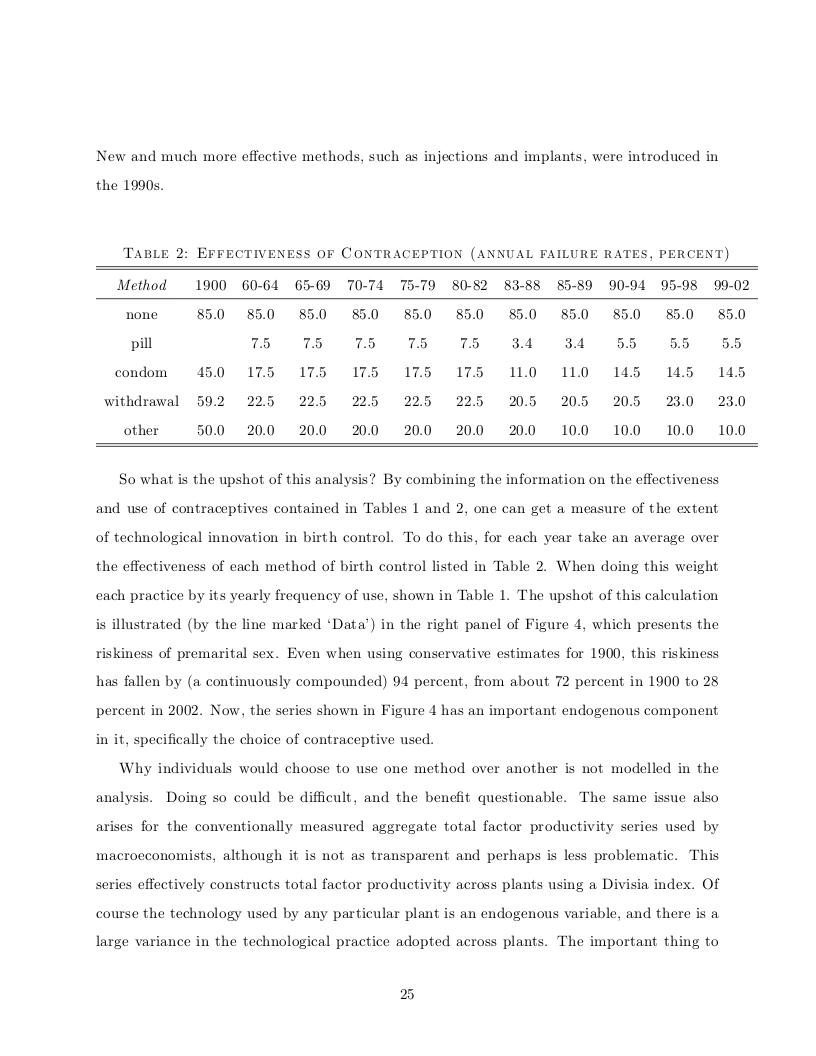 New and much more effective methods, such as injections and implants, were introduced in
the 1990s.
Table 2: Effectiveness of Contraception (annual failure rates, percent)
Method 1900 60-64 65-69 70-74 75-79 80-82 83-88 85-89 90-94 95-98 99-02
none 85.0 85.0 85.0 85.0 85.0 85.0 85.0 85.0 85.0 85.0 85.0
pill 7.5 7.5 7.5 7.5 7.5 3.4 3.4 5.5 5.5 5.5
condom 45.0 17.5 17.5 17.5 17.5 17.5 11.0 11.0 14.5 14.5 14.5
withdrawal 59.2 22.5 22.5 22.5 22.5 22.5 20.5 20.5 20.5 23.0 23.0
other 50.0 20.0 20.0 20.0 20.0 20.0 20.0 10.0 10.0 10.0 10.0
So what is the upshot of this analysis? By combining the information on the effectiveness
and use of contraceptives contained in Tables 1 and 2, one can get a measure of the extent
of technological innovation in birth control. To do this, for each year take an average over
the effectiveness of each method of birth control listed in Table 2. When doing this weight
each practice by its yearly frequency of use, shown in Table 1. The upshot of this calculation
is illustrated (by the line marked ‘Data’) in the right panel of Figure 4, which presents the
riskiness of premarital sex. Even when using conservative estimates for 1900, this riskiness
has fallen by (a continuously compounded) 94 percent, from about 72 percent in 1900 to 28
percent in 2002. Now, the series shown in Figure 4 has an important endogenous component
in it, specifically the choice of contraceptive used.
Why individuals would choose to use one method over another is not modelled in the
analysis. Doing so could be difficult, and the benefit questionable. The same issue also
arises for the conventionally measured aggregate total factor productivity series used by
macroeconomists, although it is not as transparent and perhaps is less problematic. This
series effectively constructs total factor productivity across plants using a Divisia index. Of
course the technology used by any particular plant is an endogenous variable, and there is a
large variance in the technological practice adopted across plants. The important thing to
25